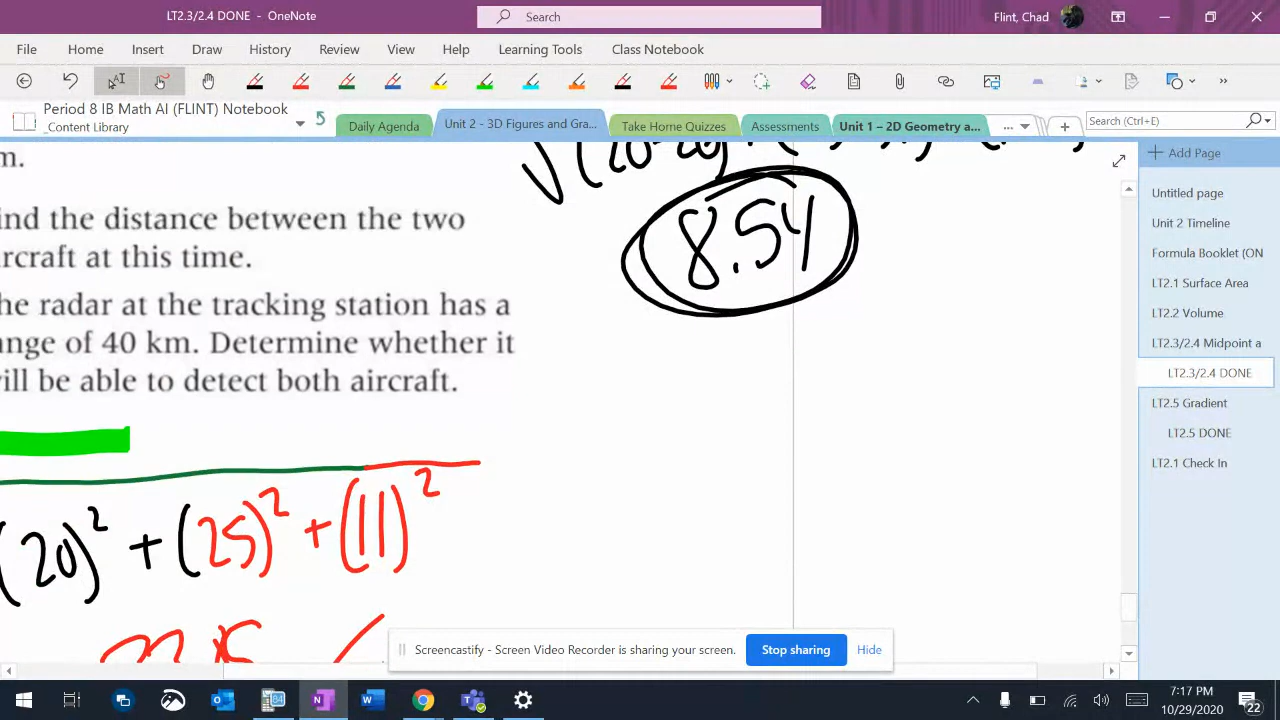 LT2.3/2.4 DONE - OneNote
Search
Flint, Chad
File Home Insert Draw History Review View Help Learning Tools Class Notebook
Period 8 IB Math AI (FLINT) Notebook
_Content Library
Daily Agenda
Unit 2 - 3D Figures and Gra...
Take Home Quizzes
Assessments
Unit 1 – 2D Geometry a...
...
Search (Ctrl+E)
Add Page
Untitled page
Unit 2 Timeline
Formula Booklet (ON
LT2.1 Surface Area
LT2.2 Volume
LT2.3/2.4 Midpoint a
LT2.3/2.4 DONE
LT2.5 Gradient
LT2.5 DONE
LT2.1 Check In
m.
ind the distance between the two
rcraft at this time.
he radar at the tracking station has a
ange of 40 km. Determine whether it
ill be able to detect both aircraft.
8.54
(20)² + (25)² + (11)²
Screencastify - Screen Video Recorder is sharing your screen.
Stop sharing
Hide
7:17 PM
10/29/2020
22